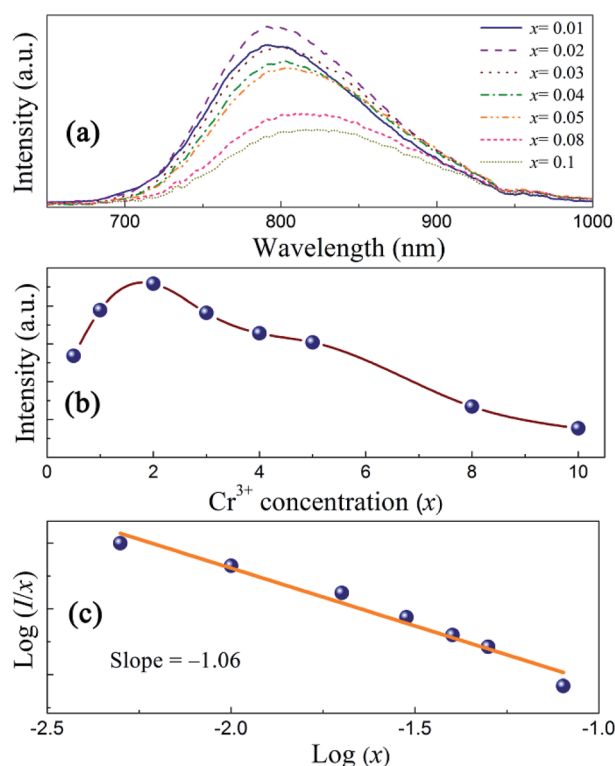 Intensity (a.u.)
(a)
x= 0.01
x= 0.02
x= 0.03
x= 0.04
x= 0.05
x= 0.08
x= 0.1
700 800 900 1000
Wavelength (nm)
Intensity (a.u.)
(b)
0 2 4 6 8 10
Cr³⁺ concentration (x)
Log (I/x)
(c)
Slope = –1.06
-2.5 -2.0 -1.5 -1.0
Log (x)